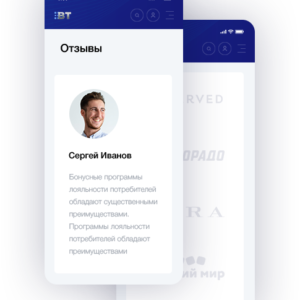 BT
Отзывы
Сергей Иванов
Бонусные программы
лояльности потребителей
обладают существенными
преимуществами.
Программы лояльности
потребителей обладают
преимуществами
RVED
ОРАДО
RA
кий мир